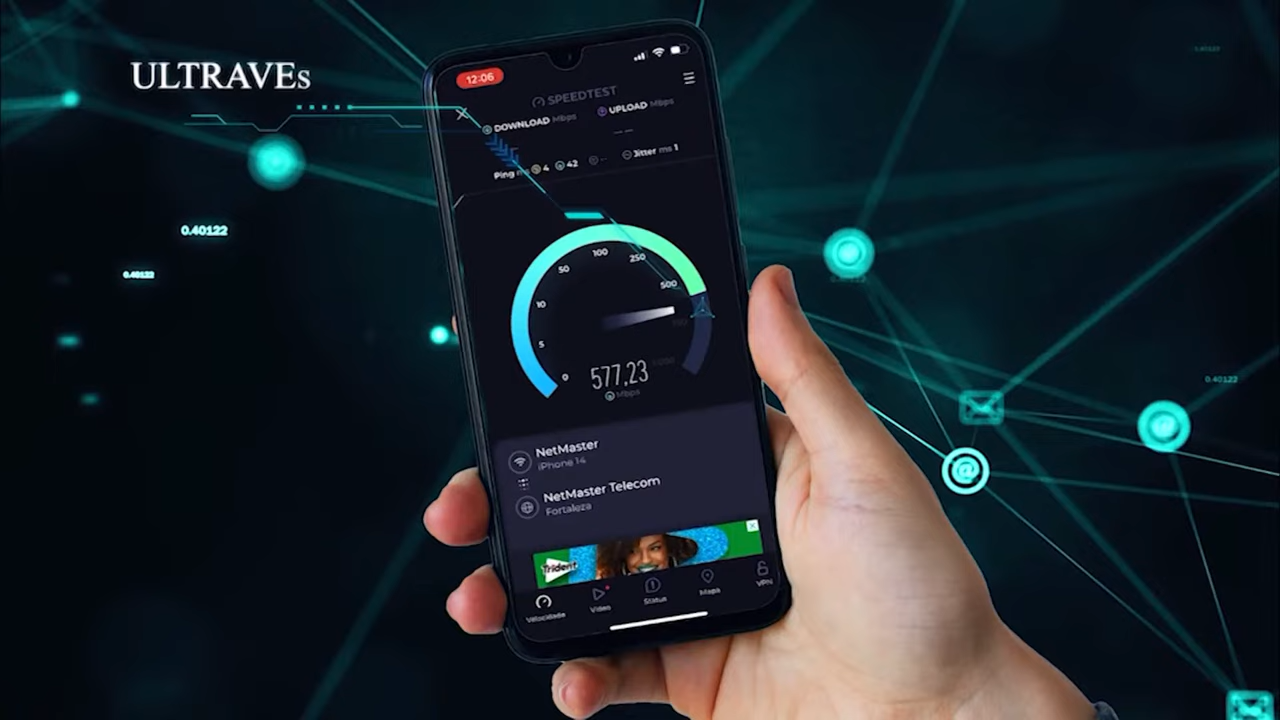 ULTRAVEs
12:06
SPEEDTEST
DOWNLOAD Mbps UPLOAD Mbps
Ping ms 4 42 -- Jitter ms 1
0.40122
0.40122
0
5
10
50
100
250
500
577,23
Mbps
NetMaster
iPhone 14
NetMaster Telecom
Fortaleza
Trident
Velocidade Vídeo Status Mapa VPN
0.40122